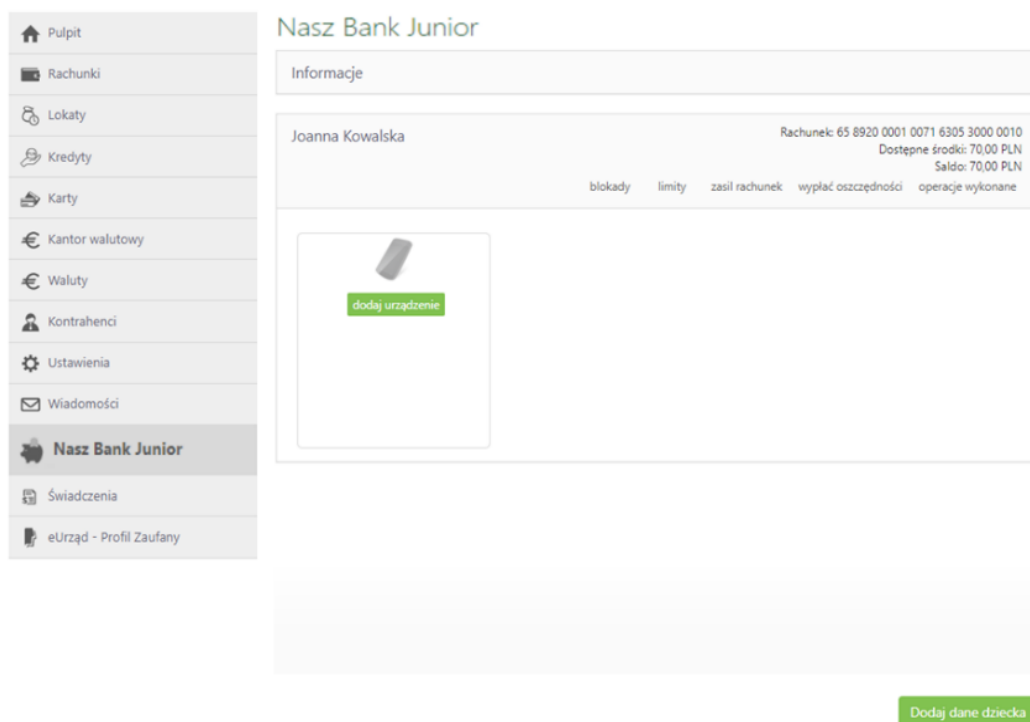 Nasz Bank Junior
Pulpit
Rachunki
Lokaty
Kredyty
Karty
Kantor walutowy
Waluty
Kontrahenci
Ustawienia
Wiadomości
Nasz Bank Junior
Świadczenia
eUrząd - Profil Zaufany
Informacje
Joanna Kowalska
Rachunek: 65 8920 0001 0071 6305 3000 0010
Dostępne środki: 70,00 PLN
Saldo: 70,00 PLN
blokady limity zasil rachunek wypłać oszczędności operacje wykonane
dodaj urządzenie
Dodaj dane dziecka